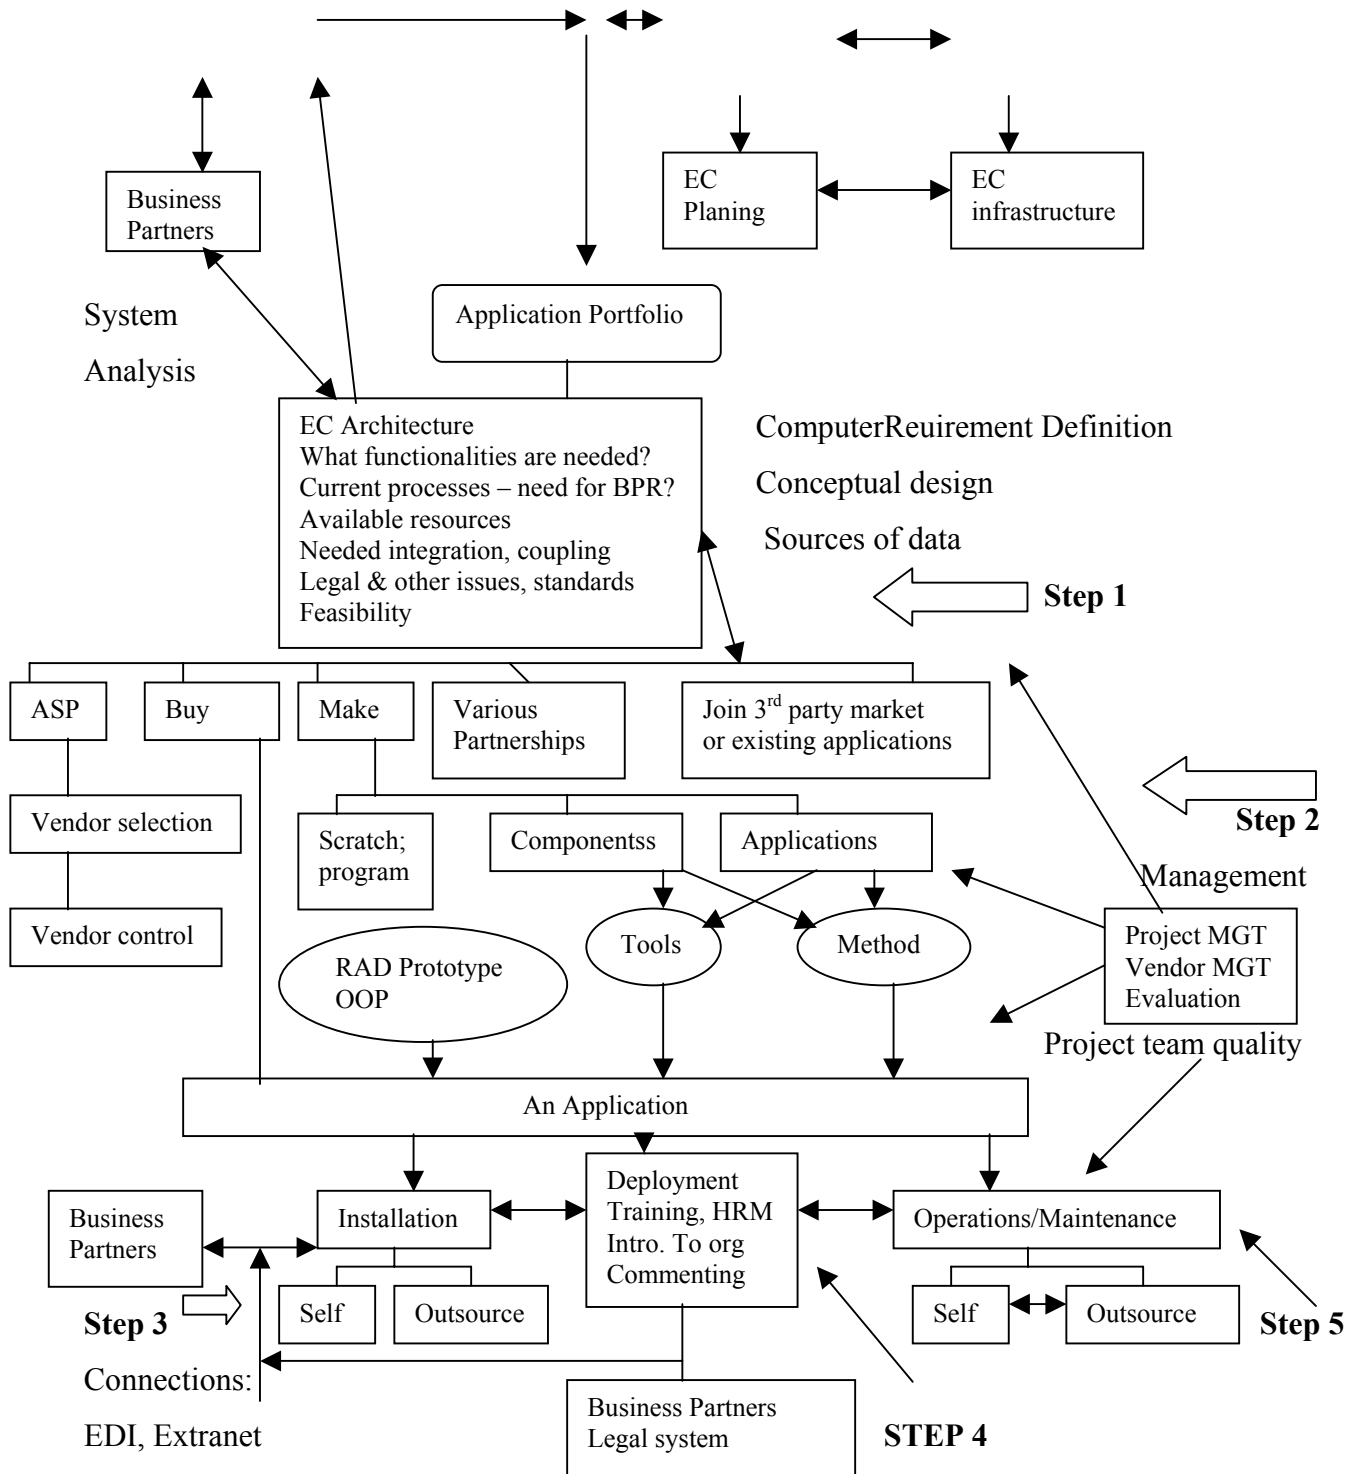 Business
Partners
EC
Planing
EC
infrastructure
System
Analysis
Application Portfolio
EC Architecture
What functionalities are needed?
Current processes – need for BPR?
Available resources
Needed integration, coupling
Legal & other issues, standards
Feasibility
ComputerReuirement Definition
Conceptual design
Sources of data
Step 1
ASP
Buy
Make
Various
Partnerships
Join 3rd party market
or existing applications
Step 2
Vendor selection
Scratch;
program
Componentss
Applications
Vendor control
Management
Project MGT
Vendor MGT
Evaluation
Project team quality
RAD Prototype
OOP
Tools
Method
An Application
Business
Partners
Installation
Deployment
Training, HRM
Intro. To org
Commenting
Operations/Maintenance
Self
Outsource
Self
Outsource
Step 3
Step 5
Connections:
EDI, Extranet
Business Partners
Legal system
STEP 4